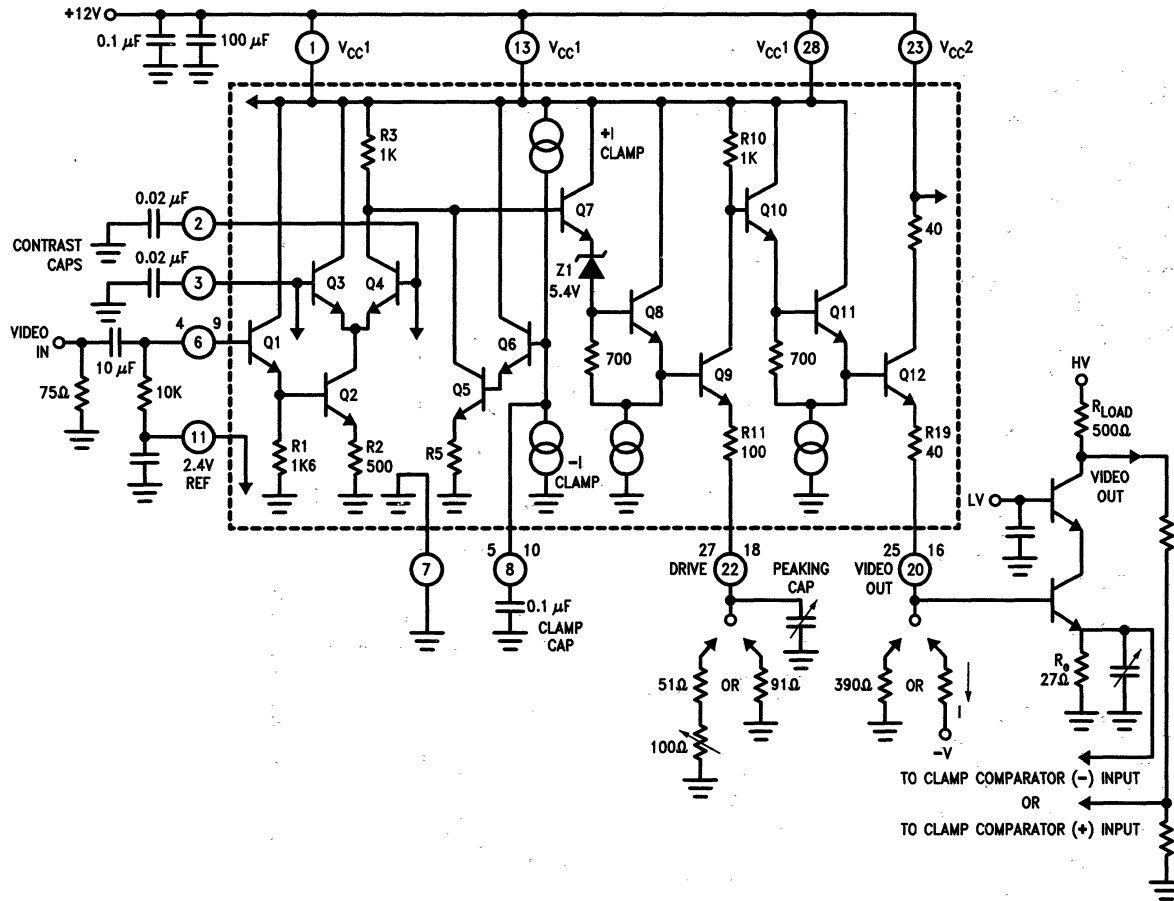 +12V
0.1 µF
100 µF
1
VCC1
13
VCC1
VCC1
28
23
VCC2
R3
1K
+I
CLAMP
R10
1K
0.02 µF
2
CONTRAST
CAPS
0.02 µF
3
Q3
Q4
Q7
Z1
5.4V
Q10
40
VIDEO
IN
10 µF
4
9
6
Q1
Q6
Q8
Q11
75Ω
10K
Q2
Q5
700
Q9
700
Q12
HV
RLOAD
500Ω
11
2.4V
REF
R1
1K6
R2
500
R5
–I
CLAMP
R11
100
R19
40
VIDEO
OUT
LV
7
5
10
8
0.1 µF
CLAMP
CAP
27
18
DRIVE
22
PEAKING
CAP
25
16
VIDEO
OUT
20
51Ω
OR
91Ω
390Ω
OR
I
Re
27Ω
100Ω
–V
TO CLAMP COMPARATOR (–) INPUT
OR
TO CLAMP COMPARATOR (+) INPUT